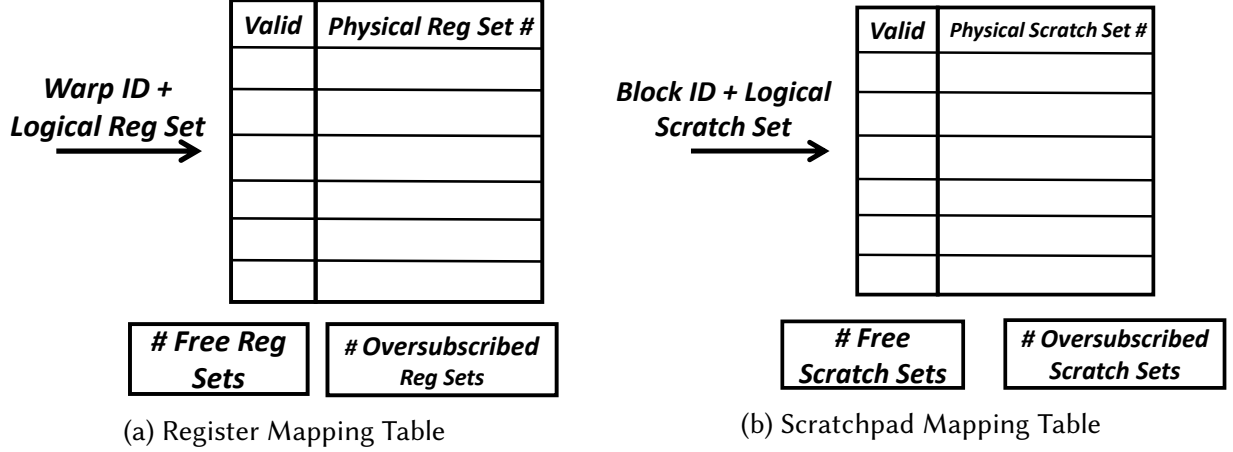 Valid Physical Reg Set #
Warp ID +
Logical Reg Set
# Free Reg
Sets
# Oversubscribed
Reg Sets
(a) Register Mapping Table
Valid Physical Scratch Set #
Block ID + Logical
Scratch Set
# Free
Scratch Sets
# Oversubscribed
Scratch Sets
(b) Scratchpad Mapping Table